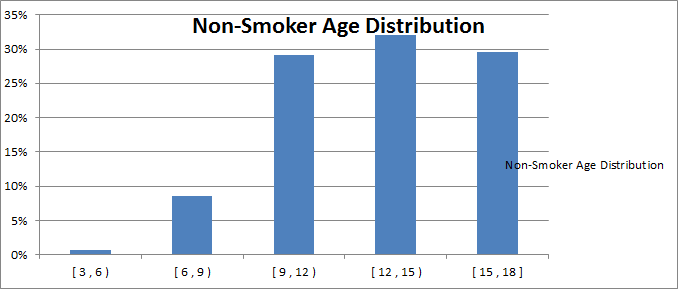 Non-Smoker Age Distribution
35%
30%
25%
20%
15%
10%
5%
0%
Non-Smoker Age Distribution
[ 3 , 6 )
[ 6 , 9 )
[ 9 , 12 )
[ 12 , 15 )
[ 15 , 18 ]